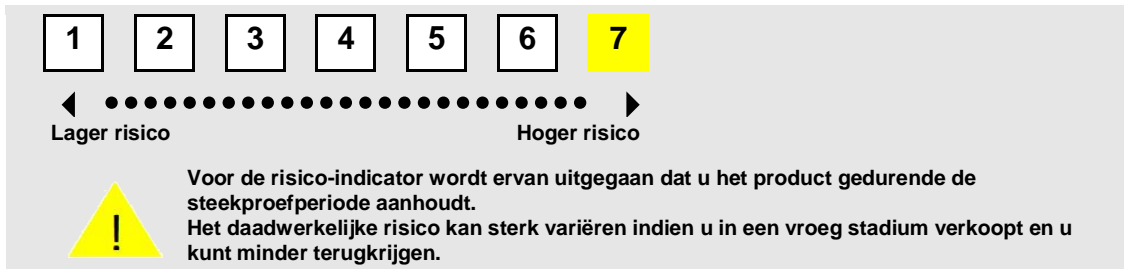 1 2 3 4 5 6 7
Lager risico Hoger risico
!
Voor de risico-indicator wordt ervan uitgegaan dat u het product gedurende de
steekproefperiode aanhoudt.
Het daadwerkelijke risico kan sterk variëren indien u in een vroeg stadium verkoopt en u
kunt minder terugkrijgen.